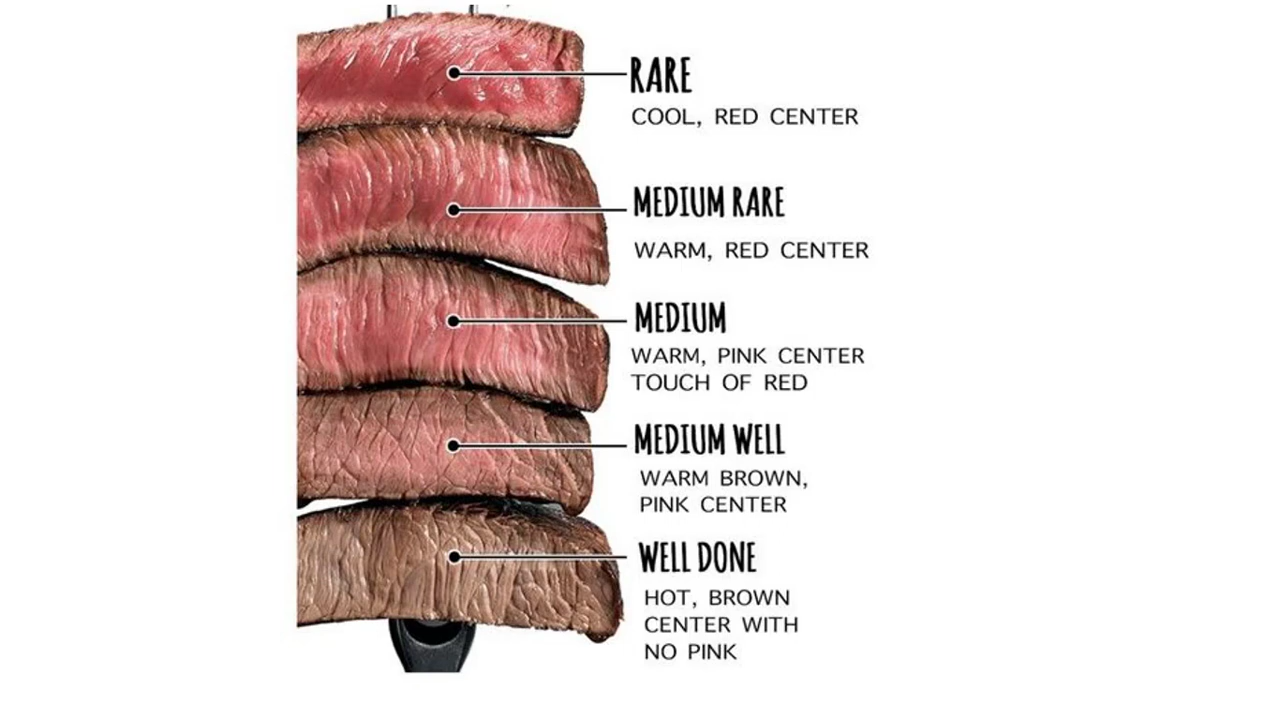 RARE
COOL, RED CENTER
MEDIUM RARE
WARM, RED CENTER
MEDIUM
WARM, PINK CENTER
TOUCH OF RED
MEDIUM WELL
WARM BROWN,
PINK CENTER
WELL DONE
HOT, BROWN
CENTER WITH
NO PINK